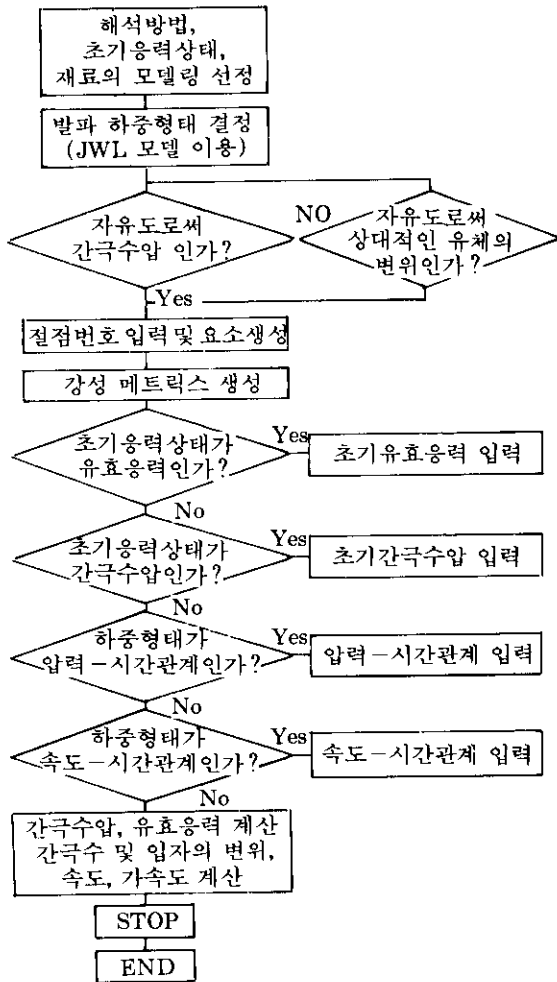 해석방법,
초기응력상태,
재료의 모델링 선정
발파 하중형태 결정
(JWL 모델 이용)
자유도로써
간극수압 인가?
NO
자유도로써
상대적인 유체의
변위인가?
Yes
절점번호 입력 및 요소생성
강성 메트릭스 생성
초기응력상태가
유효응력인가?
Yes
초기유효응력 입력
No
초기응력상태가
간극수압인가?
Yes
초기간극수압 입력
No
하중형태가
압력-시간관계인가?
Yes
압력-시간관계 입력
No
하중형태가
속도-시간관계인가?
Yes
속도-시간관계 입력
No
간극수압, 유효응력 계산
간극수 및 입자의 변위,
속도, 가속도 계산
STOP
END